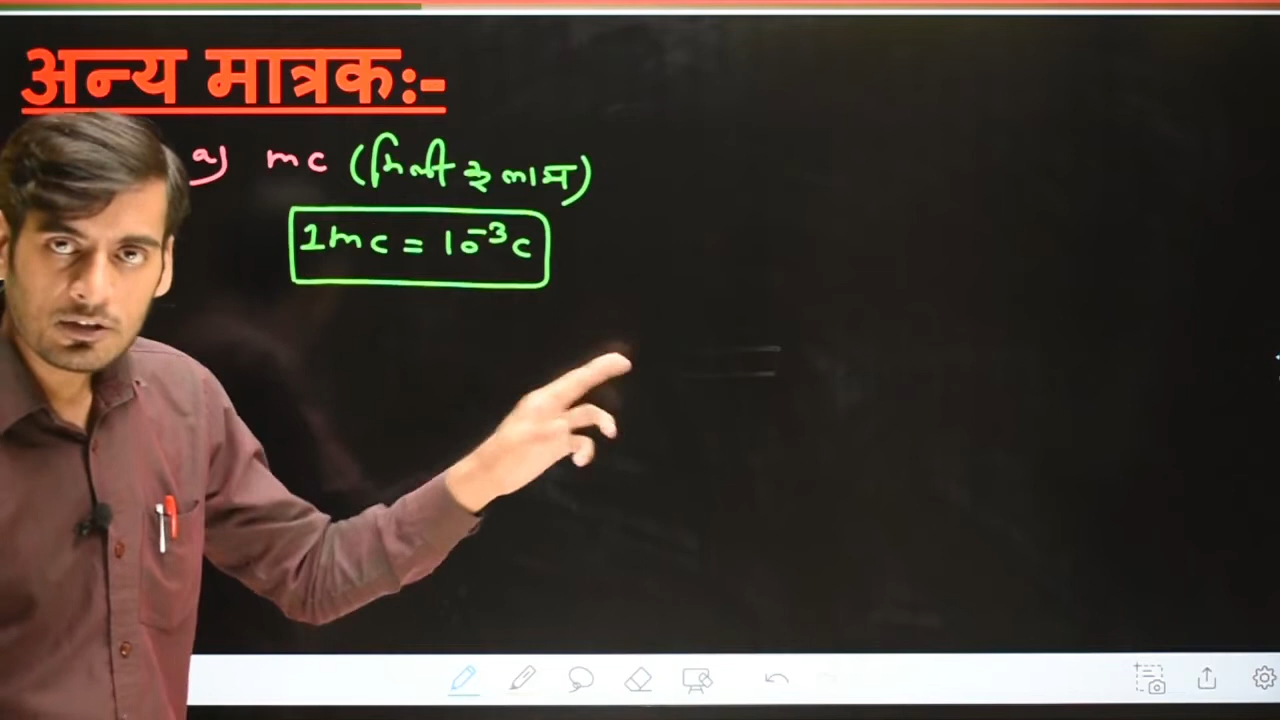 अन्य मात्रकः-
a) mc (मिली कूलाम)
1mc = 10⁻³c